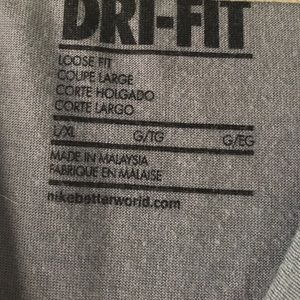 DRI-FIT
LOOSE FIT
COUPE LARGE
CORTE HOLGADO
CORTE LARGO
L/XL G/TG G/EG
MADE IN MALAYSIA
FABRIQUÉ EN MALAISIE
nikebetterworld.com